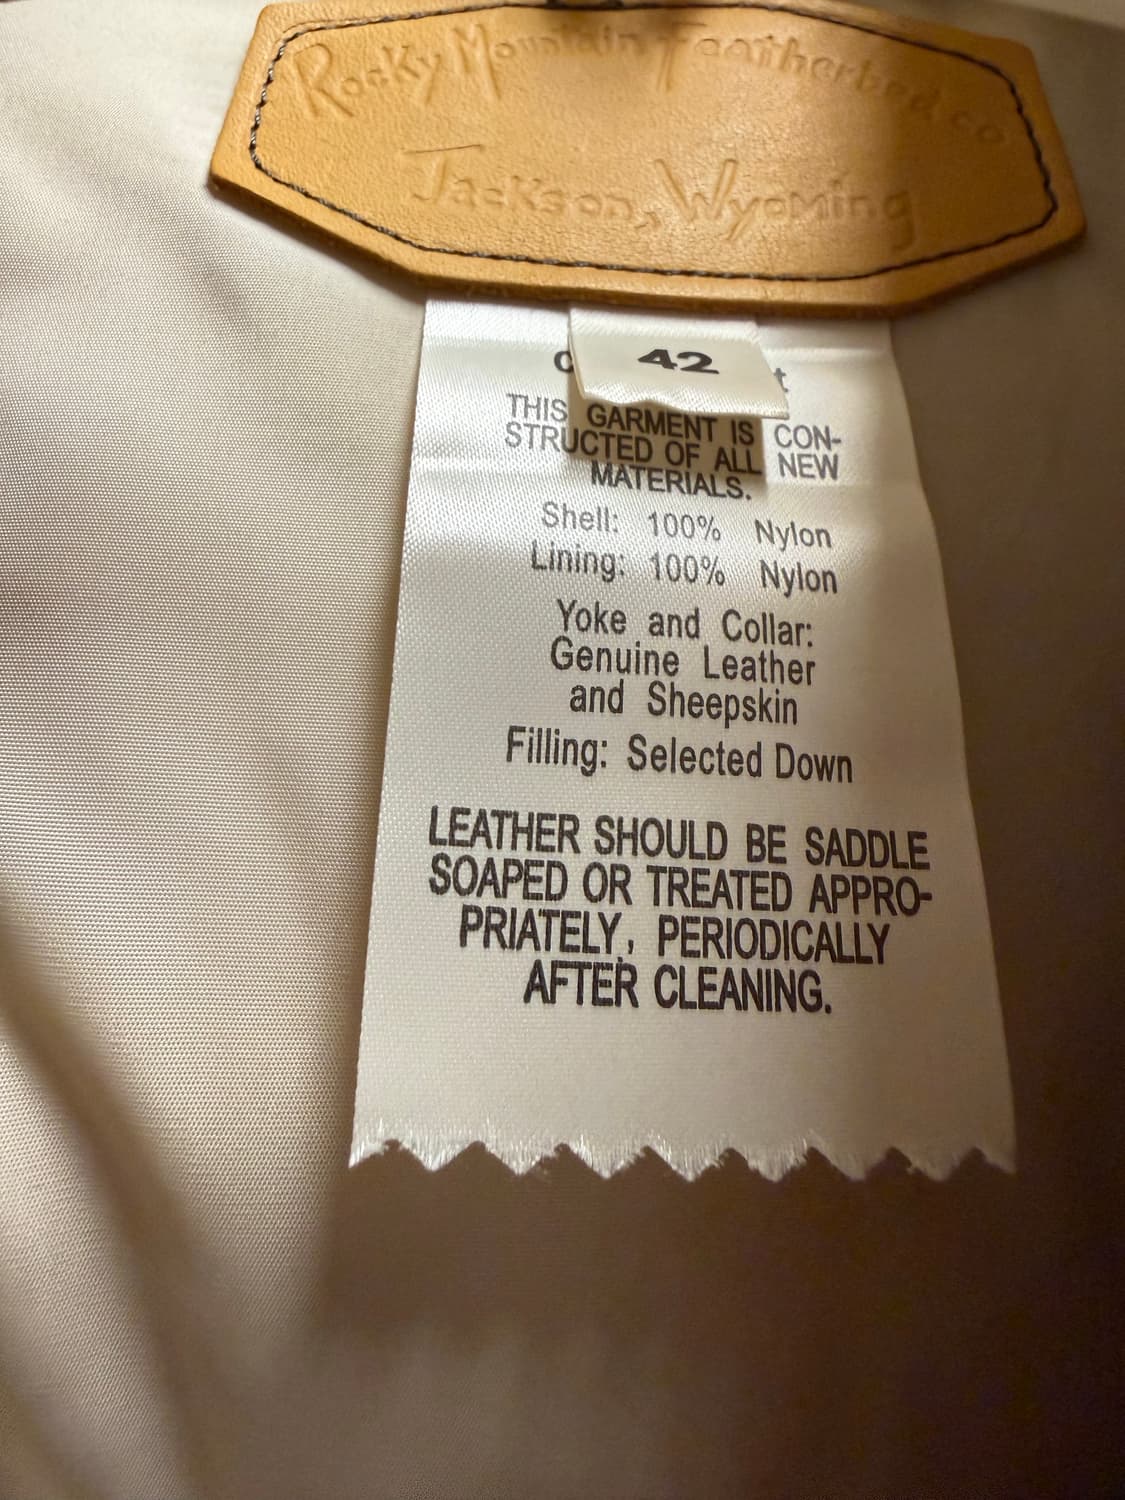 Rocky Mountain Featherbed co
Jackson, Wyoming
42
THIS GARMENT IS CON-
STRUCTED OF ALL NEW
MATERIALS.
Shell: 100% Nylon
Lining: 100% Nylon
Yoke and Collar:
Genuine Leather
and Sheepskin
Filling: Selected Down
LEATHER SHOULD BE SADDLE
SOAPED OR TREATED APPRO-
PRIATELY, PERIODICALLY
AFTER CLEANING.